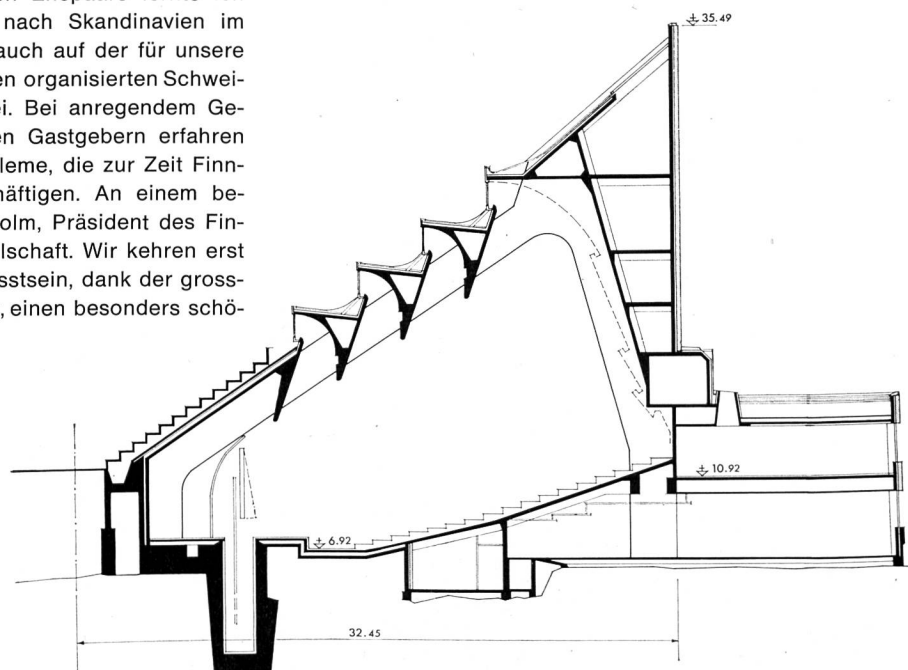 nach Skandinavien im
auch auf der für unsere
en organisierten Schwei-
ei. Bei anregendem Ge-
en Gastgebern erfahren
leme, die zur Zeit Finn-
häftigen. An einem be-
olm, Präsident des Fin-
llschaft. Wir kehren erst
sstsein, dank der gross-
, einen besonders schö-
± 35.49
± 10.92
± 6.92
32.45